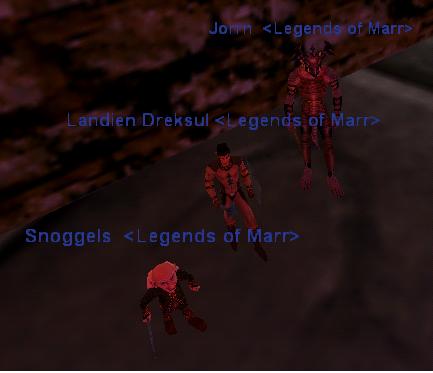 Jorrn <Legends of Marr>
Landien Dreksul <Legends of Marr>
Snoggels <Legends of Marr>